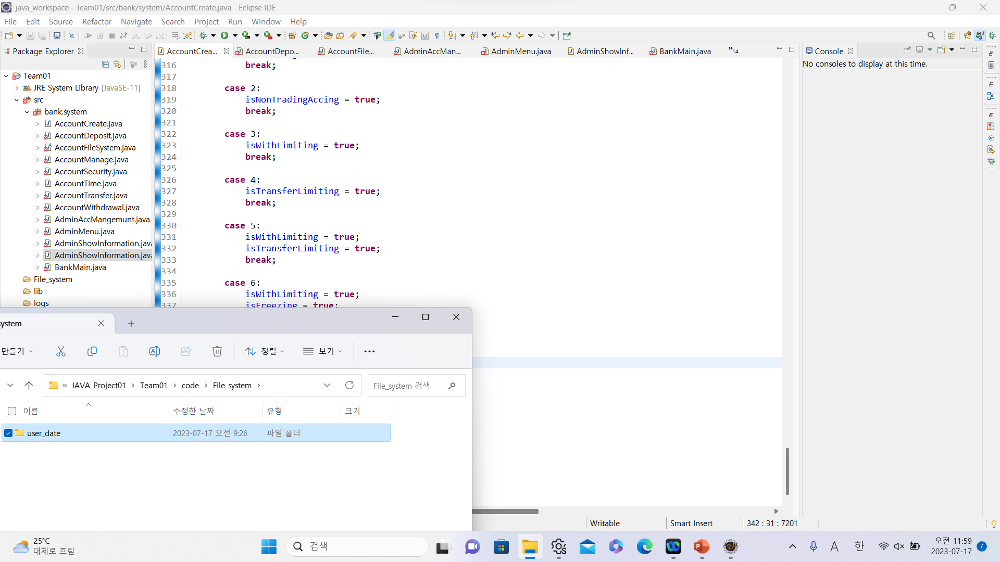 java_workspace - Team01/src/bank/system/AccountCreate.java - Eclipse IDE
File Edit Source Refactor Navigate Search Project Run Window Help
Package Explorer
AccountCrea...
AccountDepo...
AccountFile...
AdminAccMan...
AdminMenu.java
AdminShowInf...
BankMain.java
»14
Console
No consoles to display at this time.
Team01
JRE System Library [JavaSE-11]
src
bank.system
AccountCreate.java
AccountDeposit.java
AccountFileSystem.java
AccountManage.java
AccountSecurity.java
AccountTime.java
AccountTransfer.java
AccountWithdrawal.java
AdminAccMangemunt.java
AdminMenu.java
AdminShowInformation.java
AdminShowInformation.java
BankMain.java
File_system
lib
logs
316 break;
317
318 case 2:
319 isNonTradingAccing = true;
320 break;
321
322 case 3:
323 isWithLimiting = true;
324 break;
325
326 case 4:
327 isTransferLimiting = true;
328 break;
329
330 case 5:
331 isWithLimiting = true;
332 isTransferLimiting = true;
333 break;
334
335 case 6:
336 isWithLimiting = true;
337 isFreezing = true;
system
만들기
정렬
보기
« JAVA_Project01 > Team01 > code > File_system >
File_system 검색
이름 수정한 날짜 유형 크기
user_date 2023-07-17 오전 9:26 파일 폴더
Writable
Smart Insert
342 : 31 : 7201
25°C
대체로 흐림
검색
A
한
오전 11:59
2023-07-17
7